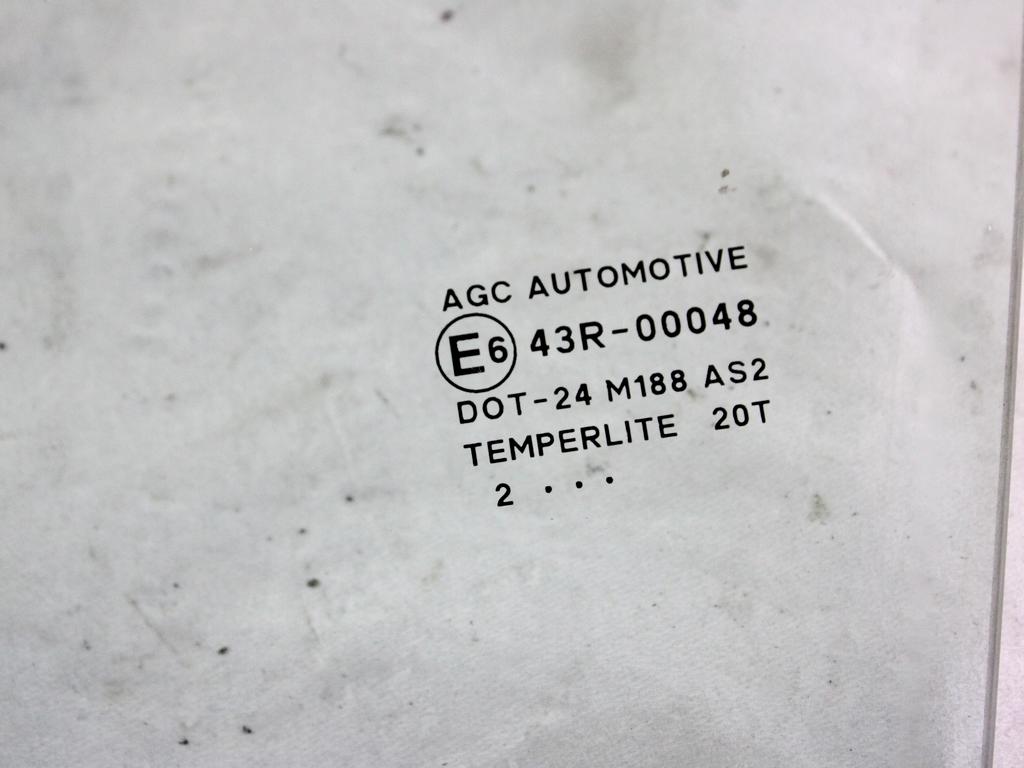 AGC AUTOMOTIVE
E6 43R-00048
DOT-24 M188 AS2
TEMPERLITE 20T
2 ...